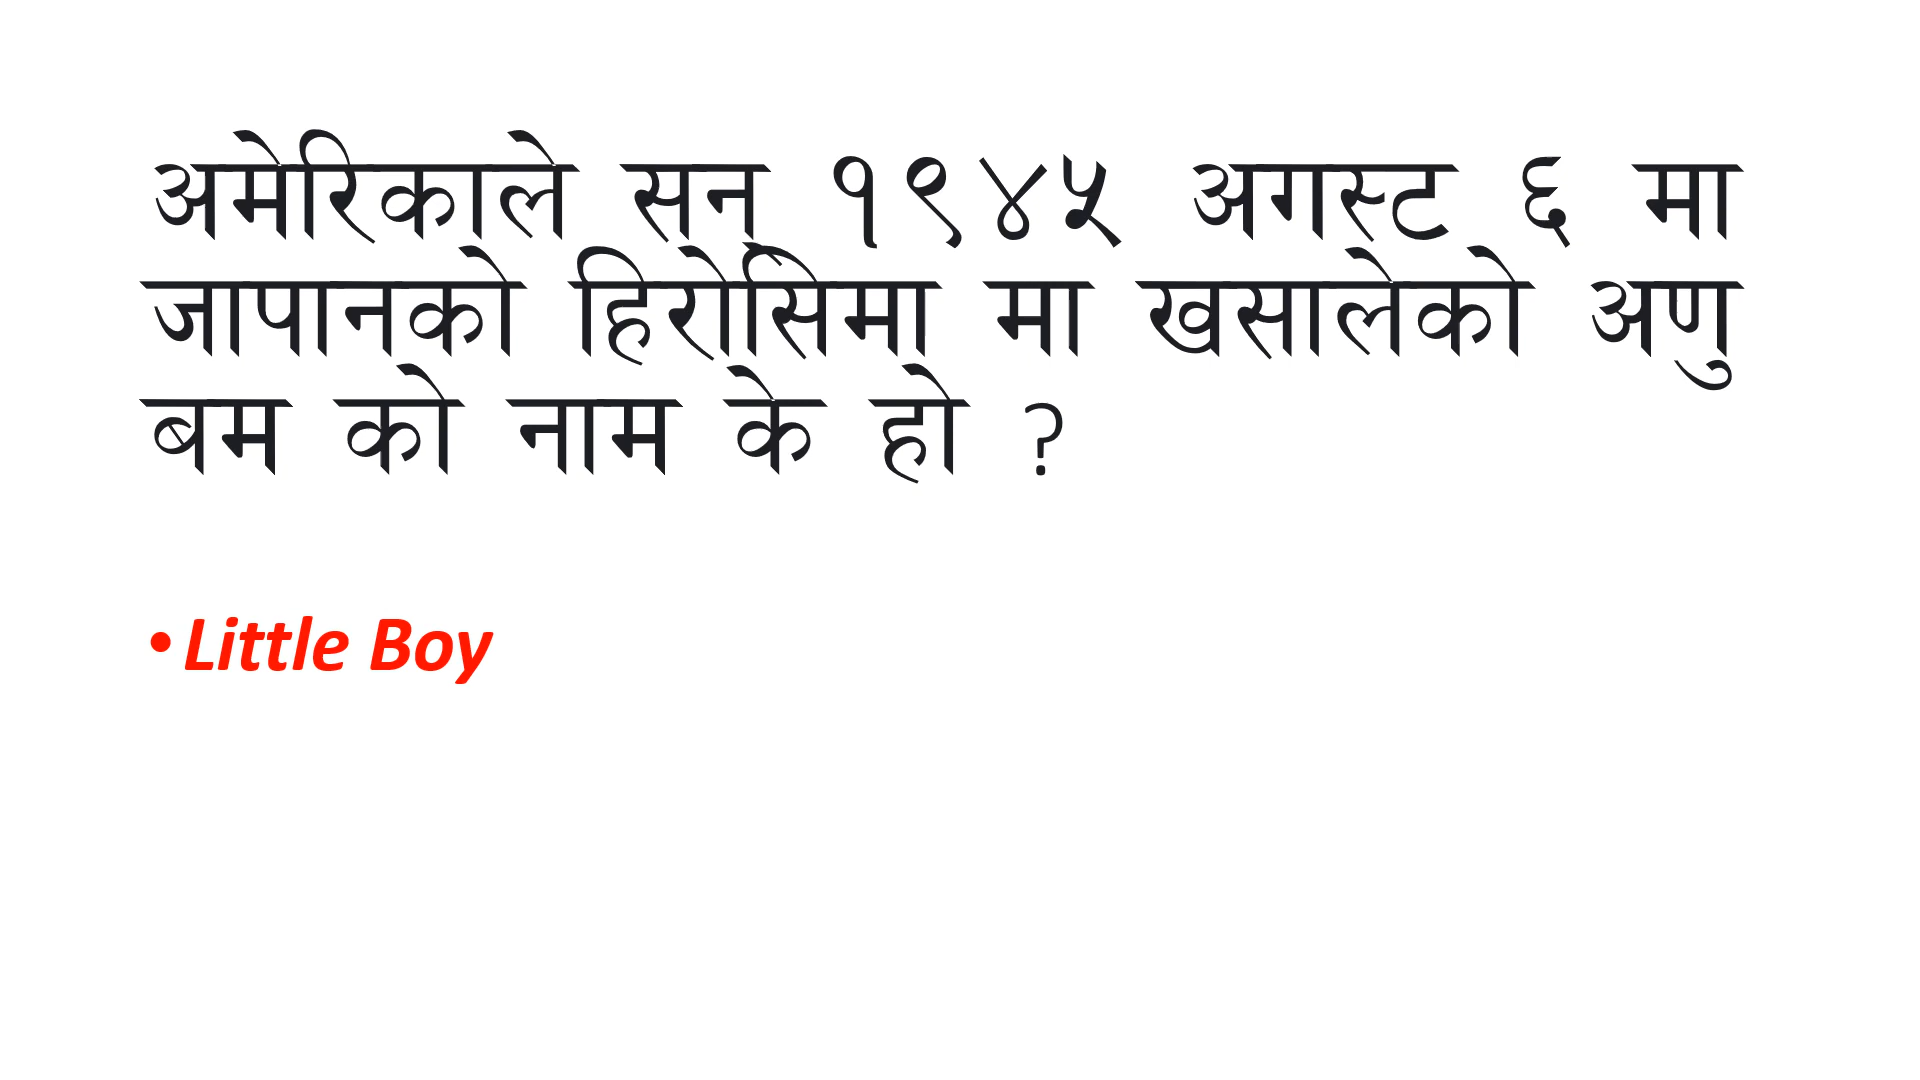 अमेरिकाले सन १९४५ अगस्ट ६ मा
जापानको हिरोसिमा मा खसालेको अणु
बम को नाम के हो ?
• Little Boy